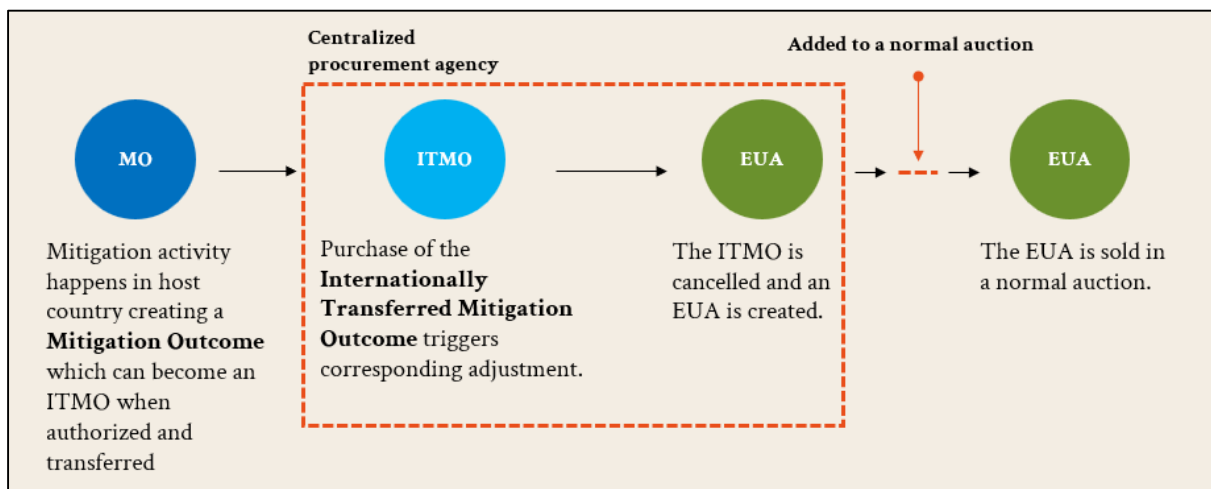 Centralized
procurement agency
Added to a normal auction
MO
ITMO
EUA
EUA
Mitigation activity
happens in host
country creating a
Mitigation Outcome
which can become an
ITMO when
authorized and
transferred
Purchase of the
Internationally
Transferred Mitigation
Outcome triggers
corresponding adjustment.
The ITMO is
cancelled and an
EUA is created.
The EUA is sold in
a normal auction.